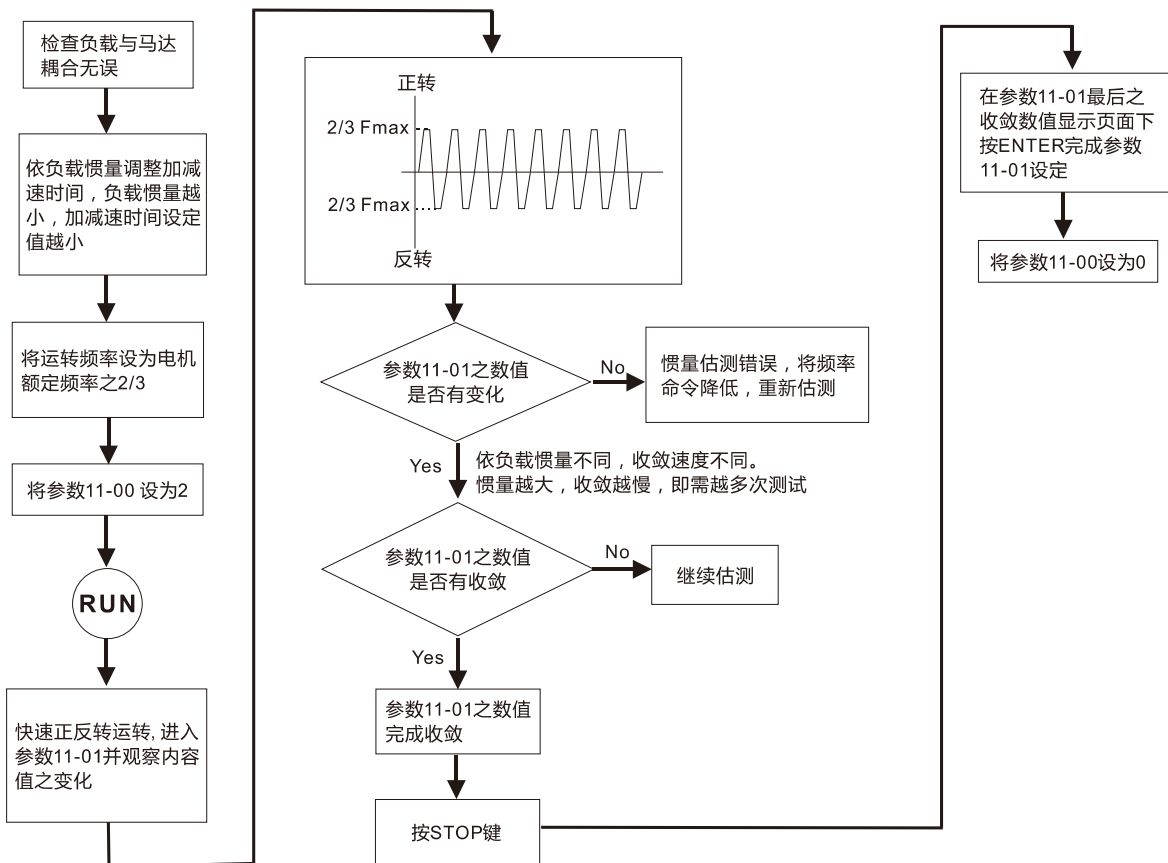 检查负载与马达
耦合无误
依负载惯量调整加减
速时间，负载惯量越
小，加减速时间设定
值越小
将运转频率设为电机
额定频率之2/3
将参数11-00 设为2
RUN
快速正反转运转, 进入
参数11-01并观察内容
值之变化
正转
2/3 Fmax
2/3 Fmax
反转
参数11-01之数值
是否有变化
No
惯量估测错误，将频率
命令降低，重新估测
Yes
依负载惯量不同，收敛速度不同。
惯量越大，收敛越慢，即需越多次测试
参数11-01之数值
是否有收敛
No
继续估测
Yes
参数11-01之数值
完成收敛
按STOP键
在参数11-01最后之
收敛数值显示页面下
按ENTER完成参数
11-01设定
将参数11-00设为0